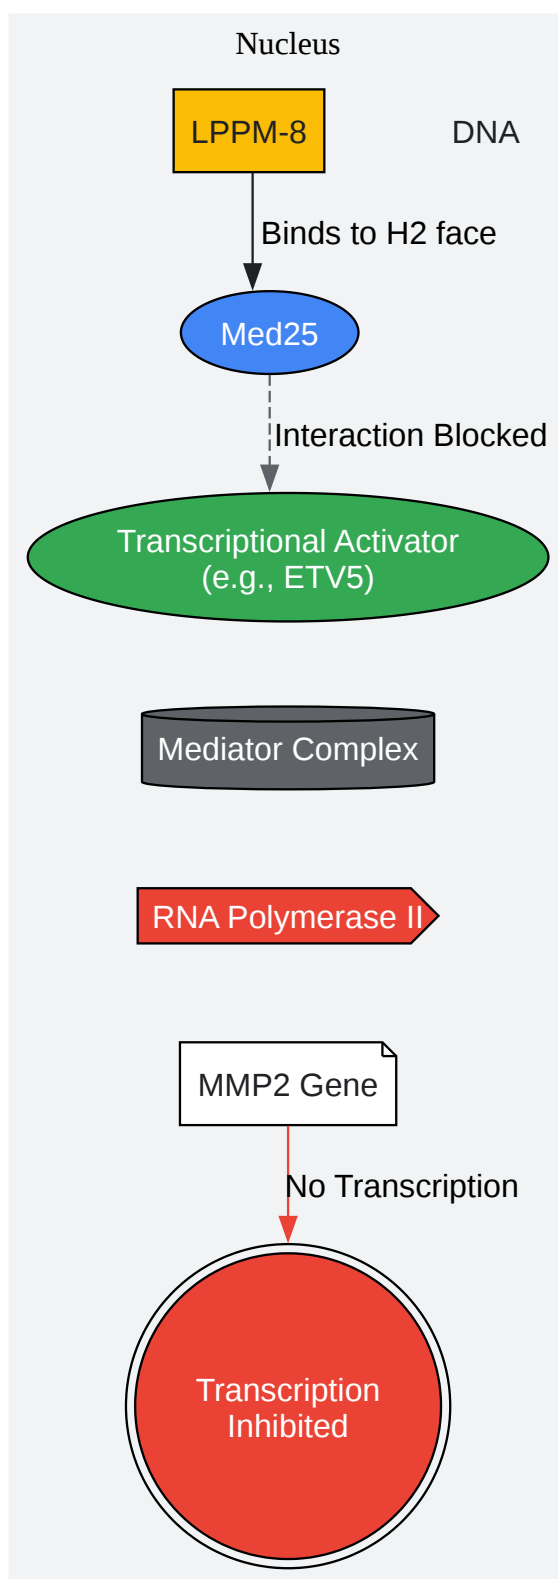 Nucleus
LPPM-8
DNA
Binds to H2 face
Med25
Interaction Blocked
Transcriptional Activator
(e.g., ETV5)
Mediator Complex
RNA Polymerase II
MMP2 Gene
No Transcription
Transcription
Inhibited